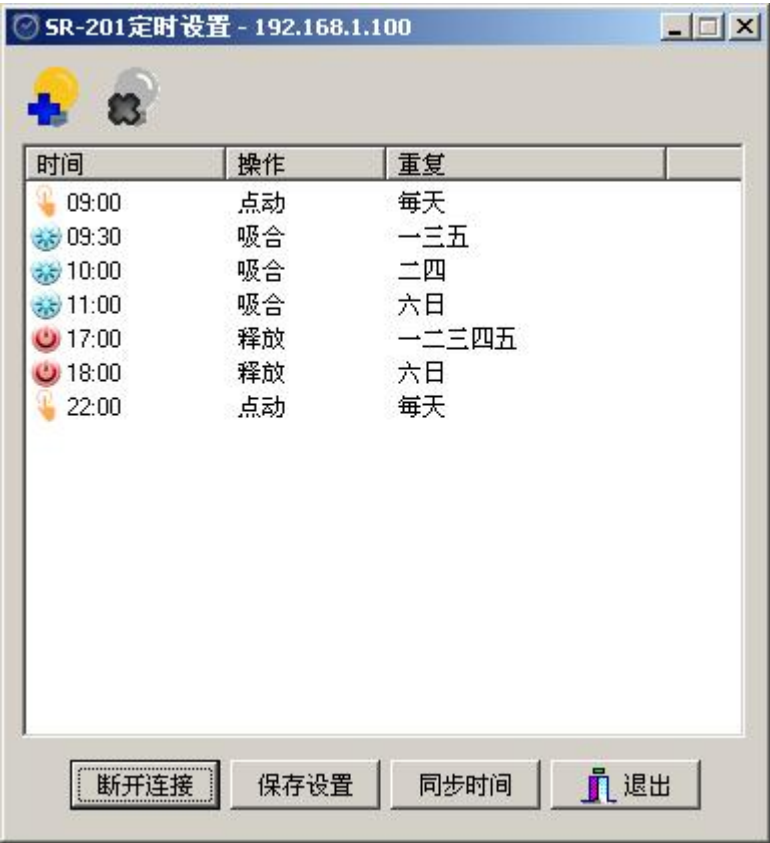 SR-201定时设置 - 192.168.1.100
时间 操作 重复
09:00 点动 每天
09:30 吸合 一三五
10:00 吸合 二四
11:00 吸合 六日
17:00 释放 一二三四五
18:00 释放 六日
22:00 点动 每天
断开连接 保存设置 同步时间 退出